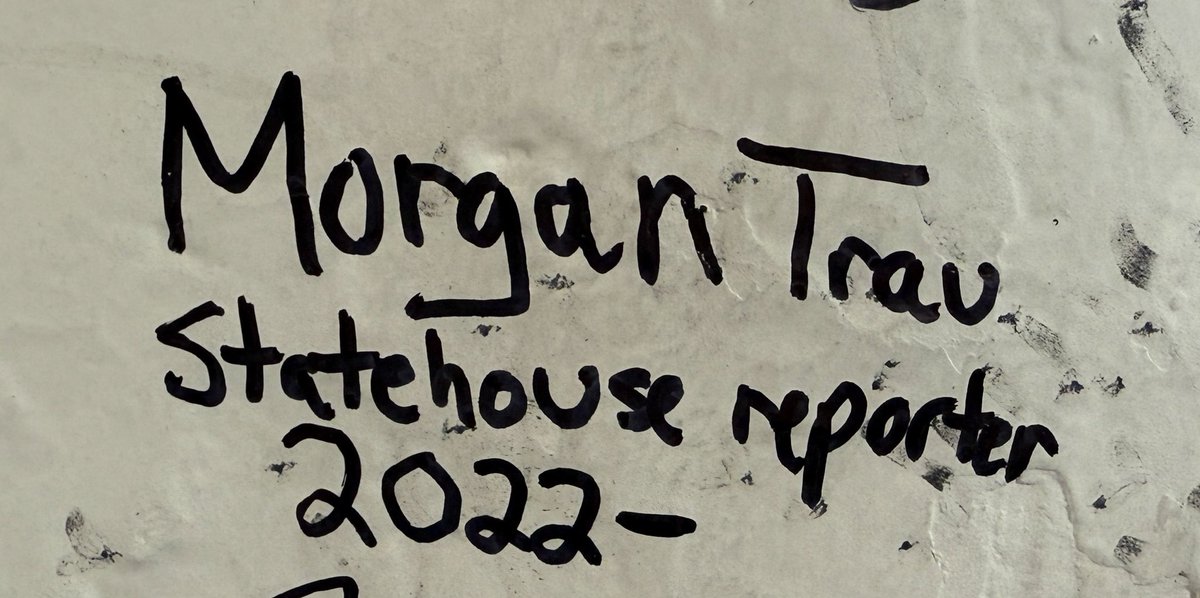 Morgan Trau
Statehouse reporter
2022-